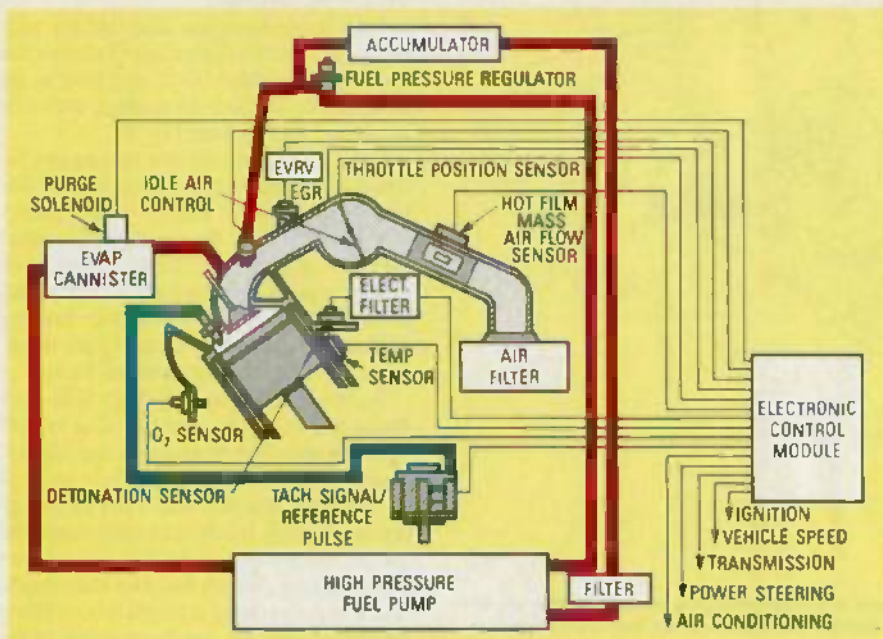 ACCUMULATOR
FUEL PRESSURE REGULATOR
EVRV
EGR
THROTTLE POSITION SENSOR
PURGE
SOLENOID
IDLE AIR
CONTROL
HOT FILM
MASS
AIR FLOW
SENSOR
EVAP
CANNISTER
ELECT.
FILTER
TEMP
SENSOR
AIR
FILTER
ELECTRONIC
CONTROL
MODULE
O₂ SENSOR
DETONATION SENSOR
TACH SIGNAL/
REFERENCE
PULSE
IGNITION
VEHICLE SPEED
TRANSMISSION
POWER STEERING
AIR CONDITIONING
HIGH PRESSURE
FUEL PUMP
FILTER